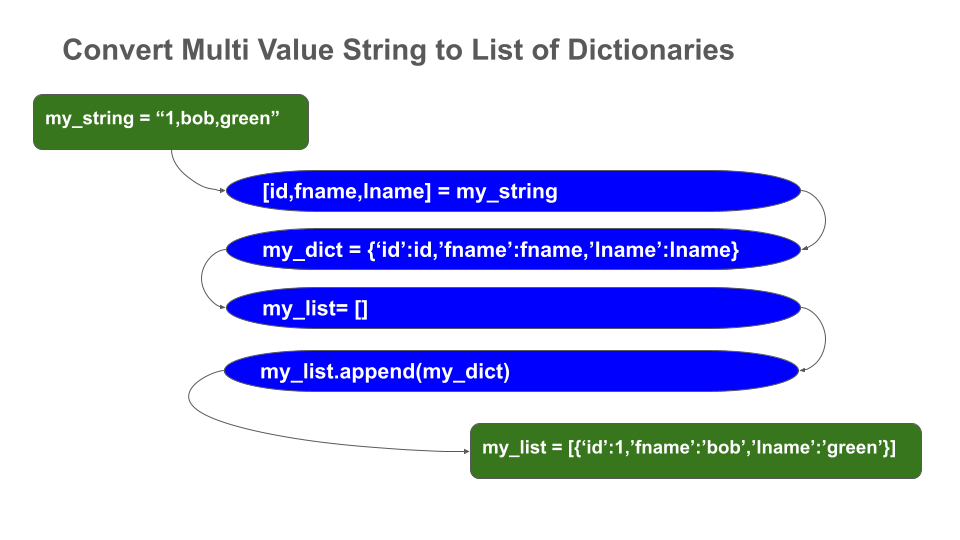 Convert Multi Value String to List of Dictionaries
my_string = “1,bob,green”
[id,fname,lname] = my_string
my_dict = {‘id’:id,’fname’:fname,’lname’:lname}
my_list= []
my_list.append(my_dict)
my_list = [{‘id’:1,’fname’:’bob’,’lname’:’green’}]